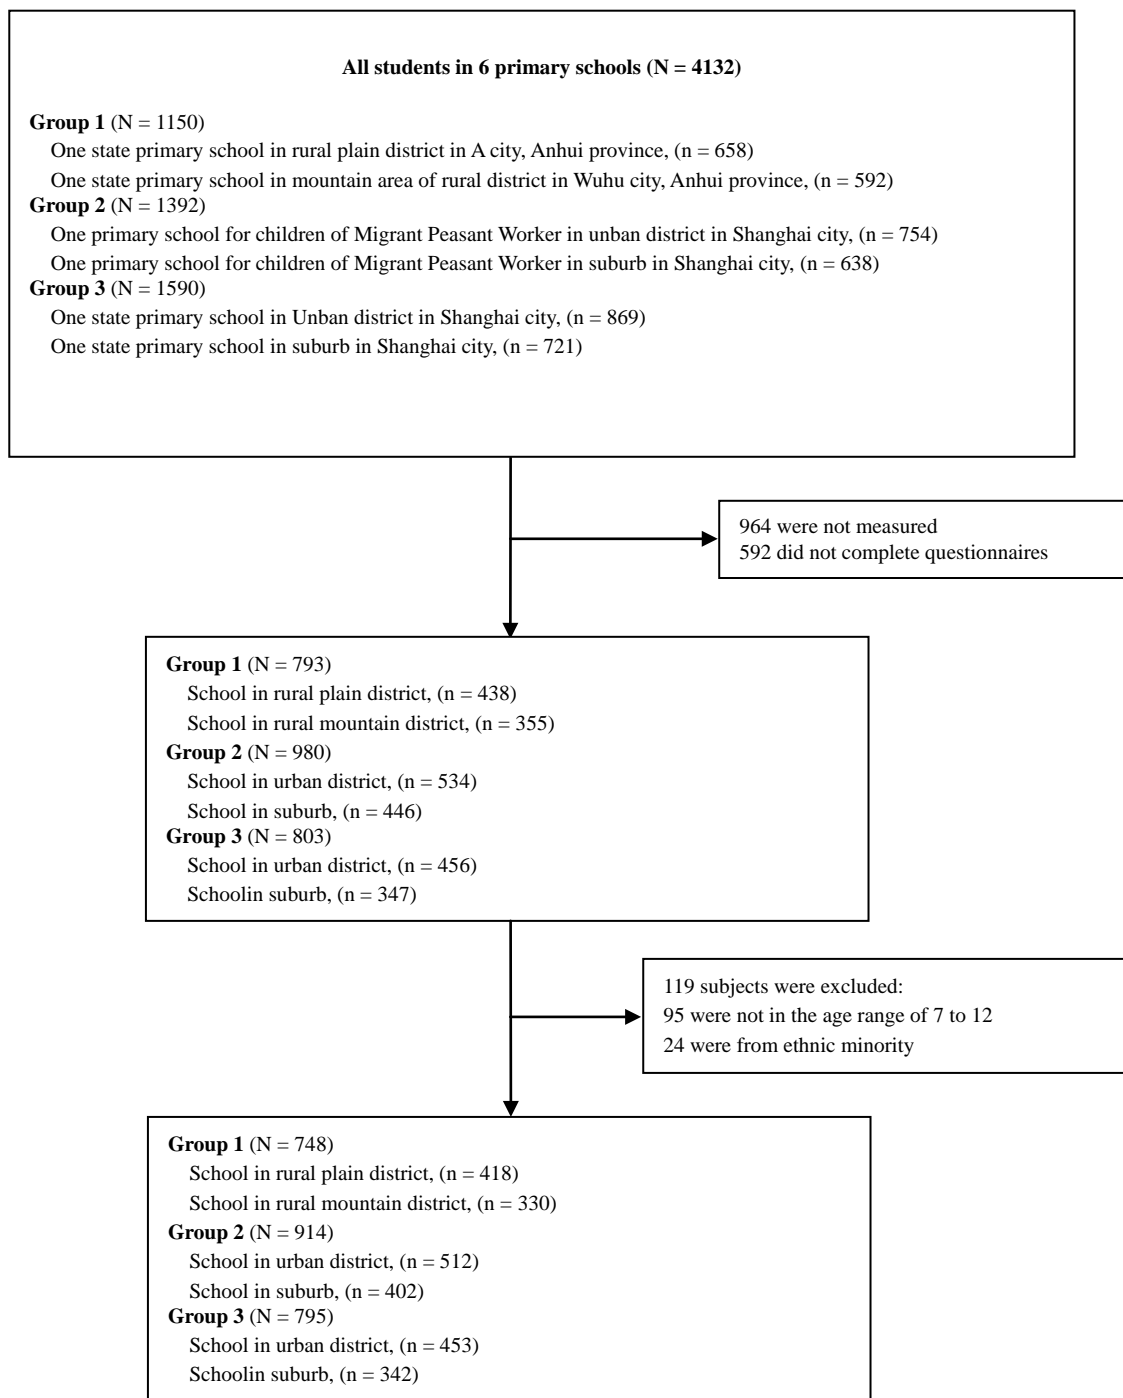 All students in 6 primary schools (N = 4132)
Group 1 (N = 1150)
One state primary school in rural plain district in A city, Anhui province, (n = 658)
One state primary school in mountain area of rural district in Wuhu city, Anhui province, (n = 592)
Group 2 (N = 1392)
One primary school for children of Migrant Peasant Worker in unban district in Shanghai city, (n = 754)
One primary school for children of Migrant Peasant Worker in suburb in Shanghai city, (n = 638)
Group 3 (N = 1590)
One state primary school in Unban district in Shanghai city, (n = 869)
One state primary school in suburb in Shanghai city, (n = 721)
964 were not measured
592 did not complete questionnaires
Group 1 (N = 793)
School in rural plain district, (n = 438)
School in rural mountain district, (n = 355)
Group 2 (N = 980)
School in urban district, (n = 534)
School in suburb, (n = 446)
Group 3 (N = 803)
School in urban district, (n = 456)
Schoolin suburb, (n = 347)
119 subjects were excluded:
95 were not in the age range of 7 to 12
24 were from ethnic minority
Group 1 (N = 748)
School in rural plain district, (n = 418)
School in rural mountain district, (n = 330)
Group 2 (N = 914)
School in urban district, (n = 512)
School in suburb, (n = 402)
Group 3 (N = 795)
School in urban district, (n = 453)
Schoolin suburb, (n = 342)